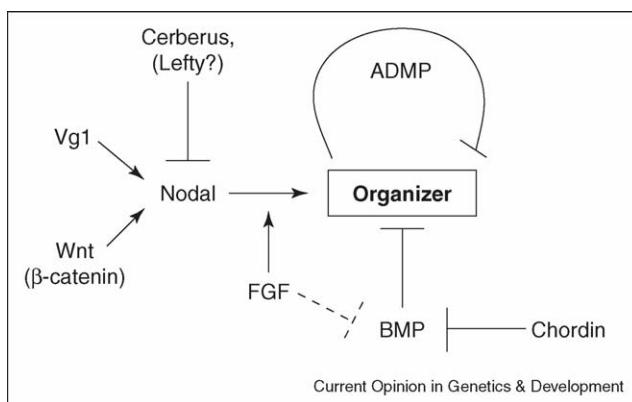 Cerberus,
(Lefty?)
ADMP
Vg1
Nodal
Organizer
Wnt
(β-catenin)
FGF
BMP
Chordin
Current Opinion in Genetics & Development